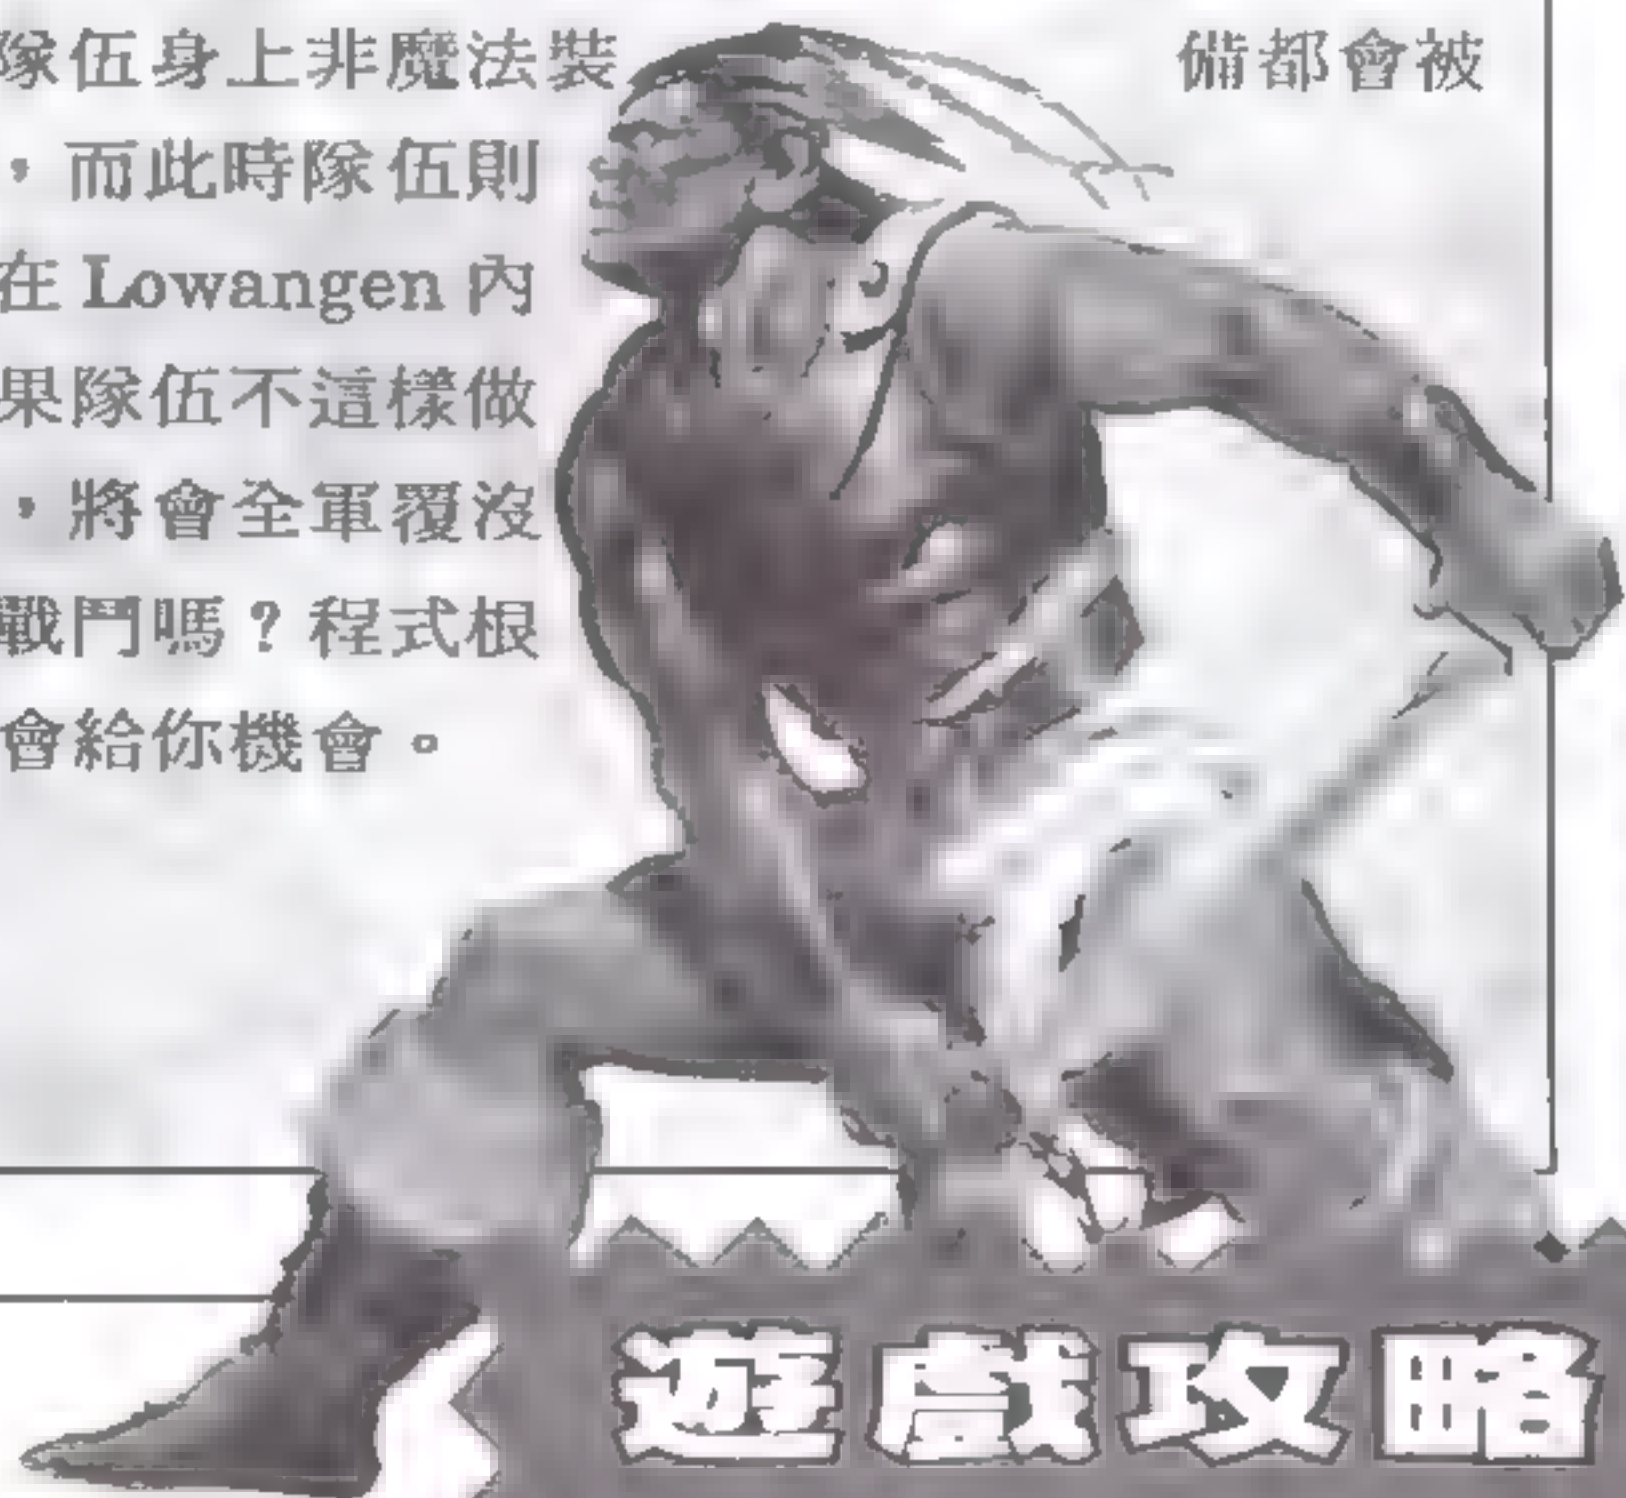 隊伍身上非魔法裝 備都會被
，而此時隊伍則
在 Lowangen 內
果隊伍不這樣做
，將會全軍覆沒
戰鬥嗎？程式根
會給你機會。
遊戲攻略